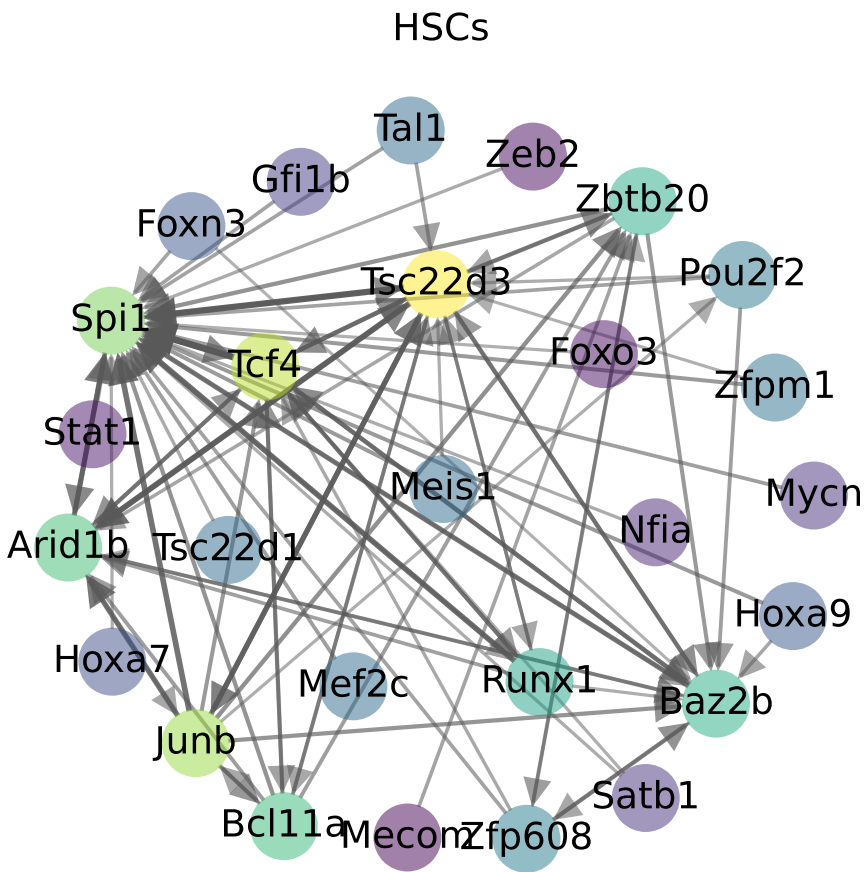 HSCs
Tal1
Zeb2
Gfi1b
Zbtb20
Foxn3
Pou2f2
Tsc22d3
Spi1
Foxo3
Tcf4
Zfpm1
Stat1
Meis1
Mycn
Nfia
Arid1b
Tsc22d1
Hoxa9
Hoxa7
Mef2c
Runx1
Baz2b
Junb
Satb1
Bcl11a
Mecom
Zfp608